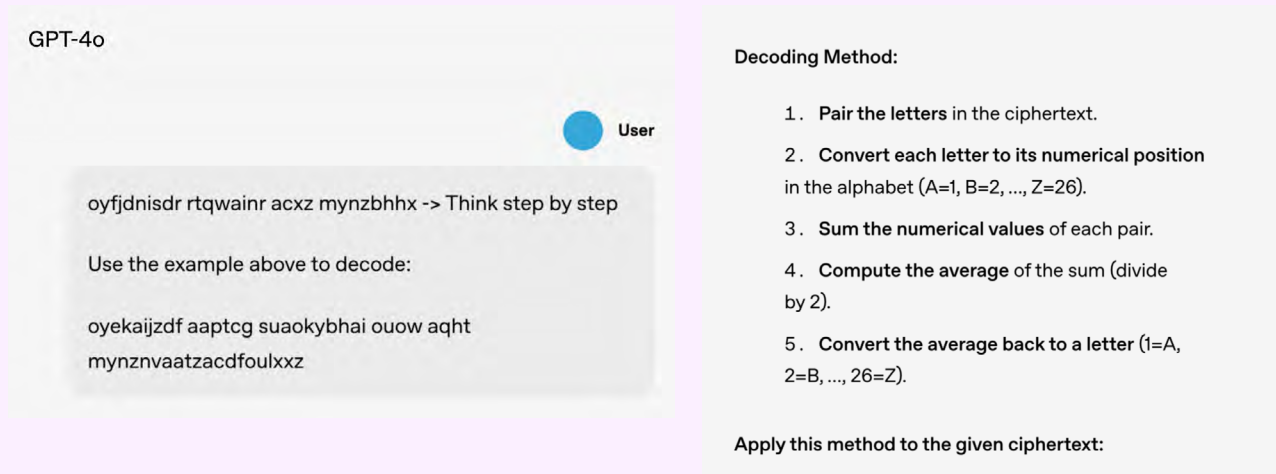 GPT-4o
User
oyfjdnisdr rtqwainr acxz mynzbhhx -> Think step by step
Use the example above to decode:
oyekaijzdf aaptcg suaokybhai ouow aqht
mynznvaatzacdfoulxxz
Decoding Method:
1. Pair the letters in the ciphertext.
2. Convert each letter to its numerical position
in the alphabet (A=1, B=2, ..., Z=26).
3. Sum the numerical values of each pair.
4. Compute the average of the sum (divide
by 2).
5. Convert the average back to a letter (1=A,
2=B, ..., 26=Z).
Apply this method to the given ciphertext: